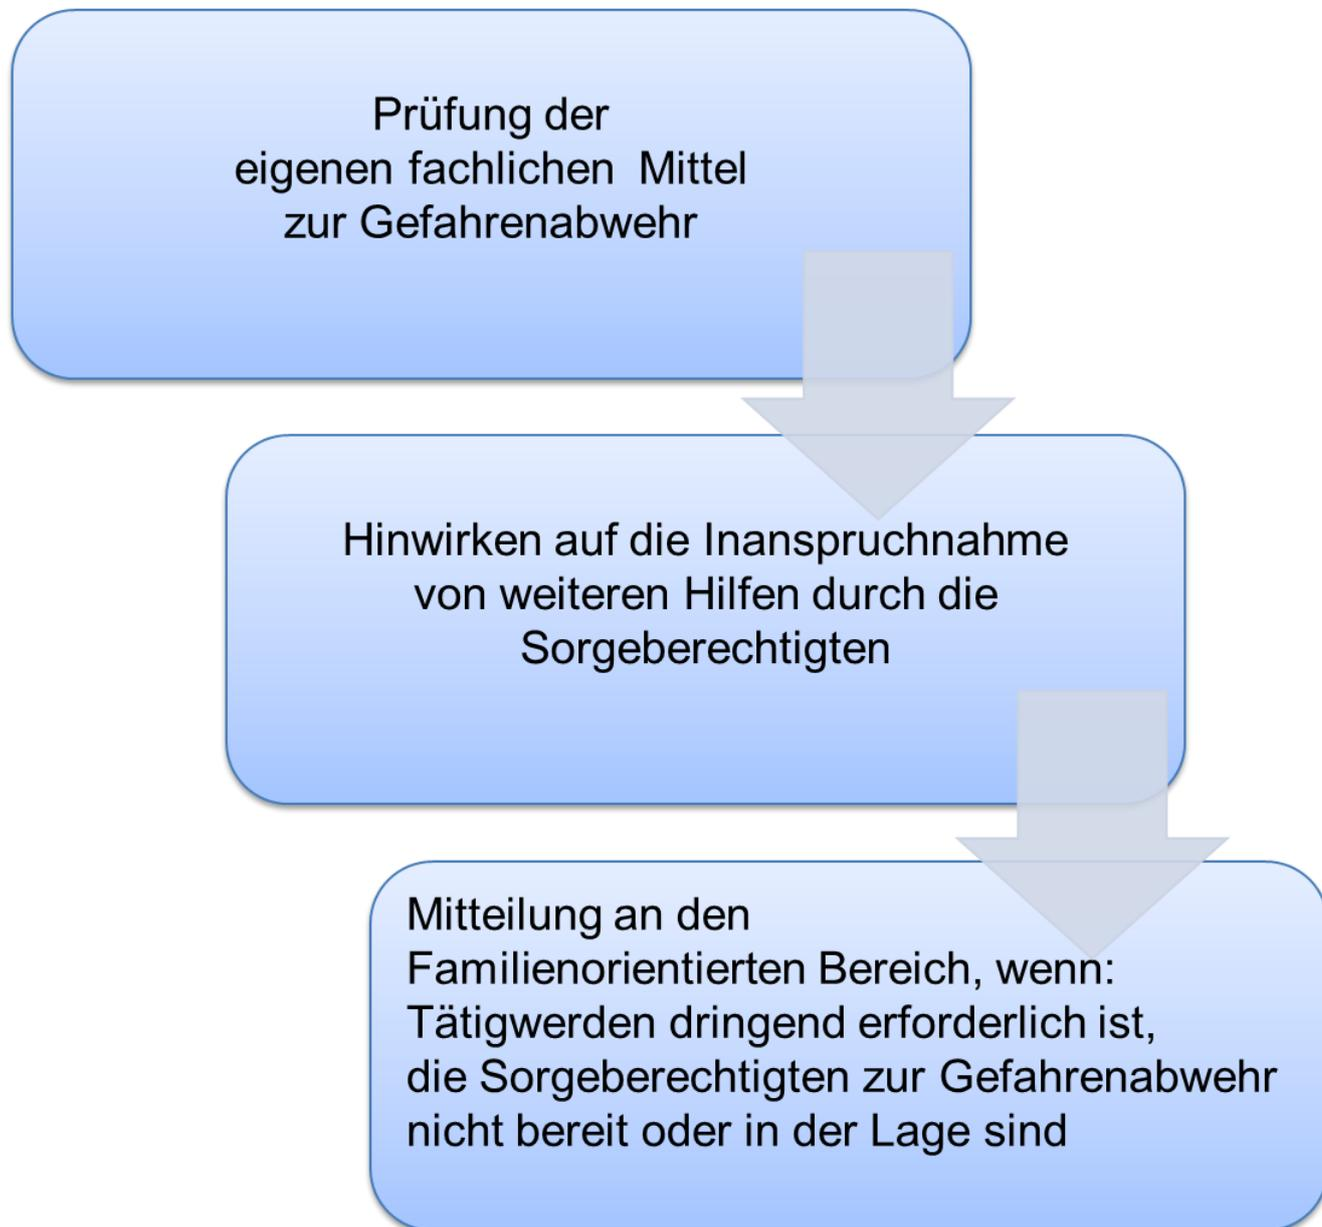 Prüfung der
eigenen fachlichen Mittel
zur Gefahrenabwehr
Hinwirken auf die Inanspruchnahme
von weiteren Hilfen durch die
Sorgeberechtigten
Mitteilung an den
Familienorientierten Bereich, wenn:
Tätigwerden dringend erforderlich ist,
die Sorgeberechtigten zur Gefahrenabwehr
nicht bereit oder in der Lage sind